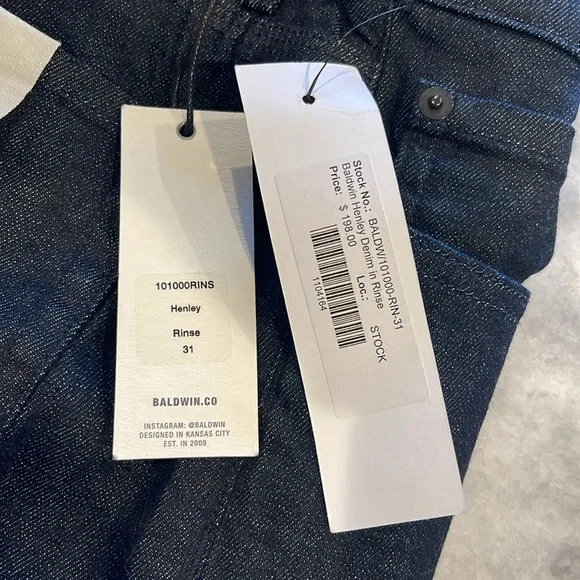 101000RINS
Henley
Rinse
31
BALDWIN.CO
INSTAGRAM: @BALDWIN
DESIGNED IN KANSAS CITY
EST. IN 2009
Stock No.: BALDW/101000-RIN-31
Baldwin Henley Denim in Rinse
Price: $ 198.00 Loc.: STOCK
1104164